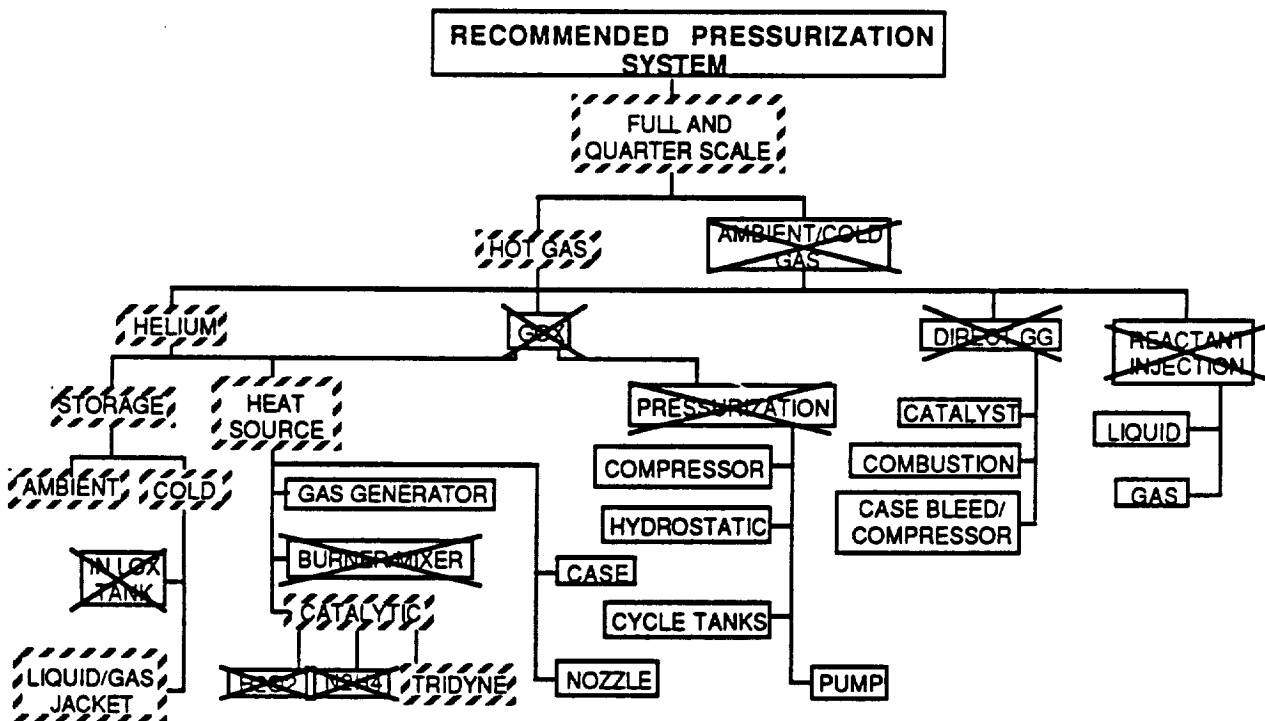 RECOMMENDED PRESSURIZATION
SYSTEM
FULL AND
QUARTER SCALE
HOT GAS
AMBIENT/COLD
GAS
HELIUM
GOX
DIRECT GG
REACTANT
INJECTION
STORAGE
HEAT
SOURCE
PRESSURIZATION
CATALYST
LIQUID
COMPRESSOR
COMBUSTION
AMBIENT
COLD
GAS GENERATOR
GAS
HYDROSTATIC
CASE BLEED/
COMPRESSOR
BURNER/MIXER
IN LOX
TANK
CASE
CATALYTIC
CYCLE TANKS
LIQUID/GAS
JACKET
H2O2
N2H4
TRIDYNE
NOZZLE
PUMP